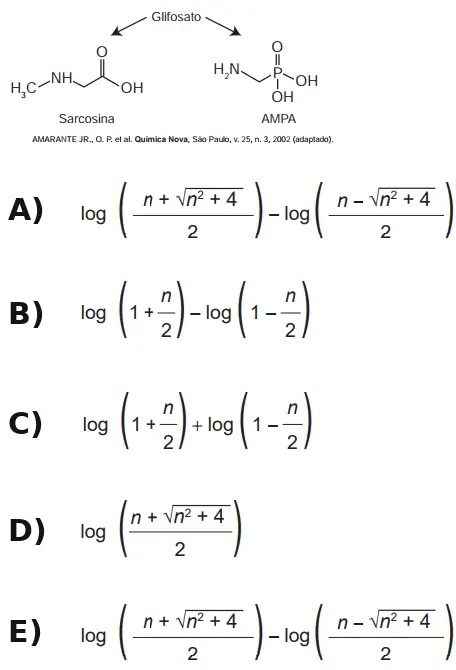 Glifosato
H3C NH O OH
H2N O P OH OH
Sarcosina AMPA
AMARANTE JR., O. P. et al. Química Nova, São Paulo, v. 25, n. 3, 2002 (adaptado).
A) log ( (n + √(n² + 4)) / 2 ) – log ( (n – √(n² + 4)) / 2 )
B) log ( 1 + n/2 ) – log ( 1 – n/2 )
C) log ( 1 + n/2 ) + log ( 1 – n/2 )
D) log ( (n + √(n² + 4)) / 2 )
E) log ( (n + √(n² + 4)) / 2 ) – log ( (n – √(n² + 4)) / 2 )